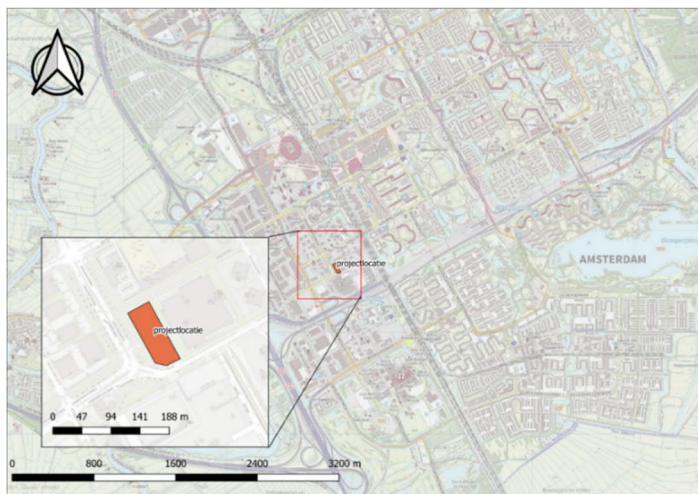 projectlocatie
AMSTERDAM
projectlocatie
0 47 94 141 188 m
0 800 1600 2400 3200 m